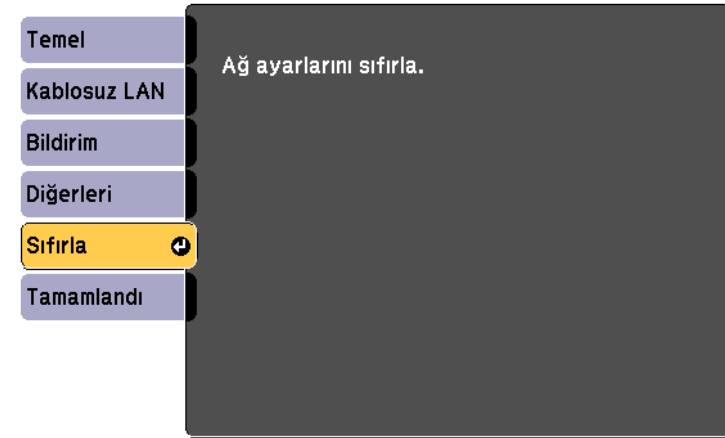 Temel
Kablosuz LAN
Bildirim
Diğerleri
Sıfırla
Tamamlandı
Ağ ayarlarını sıfırla.